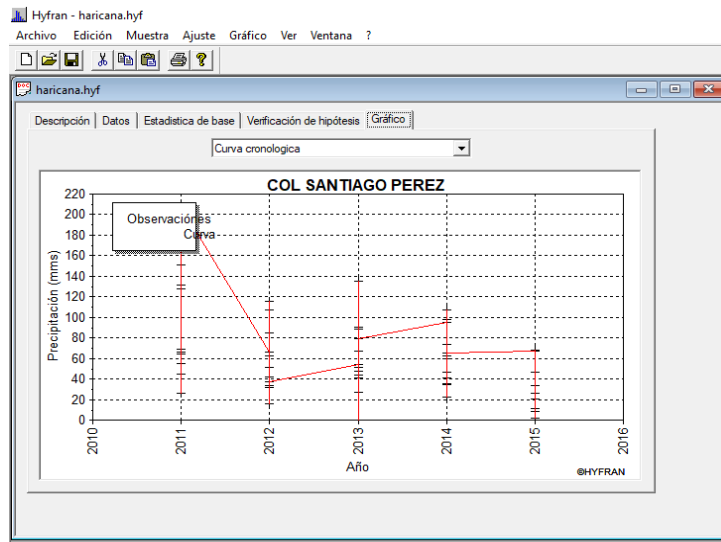 Hyfran - haricana.hyf
Archivo Edición Muestra Ajuste Gráfico Ver Ventana ?
haricana.hyf
Descripción Datos Estadistica de base Verificación de hipótesis Gráfico
Curva cronologica
COL SANTIAGO PEREZ
Observaciones
Curva
Precipitación (mms)
220
200
180
160
140
120
100
80
60
40
20
0
2010 2011 2012 2013 2014 2015 2016
Año
©HYFRAN